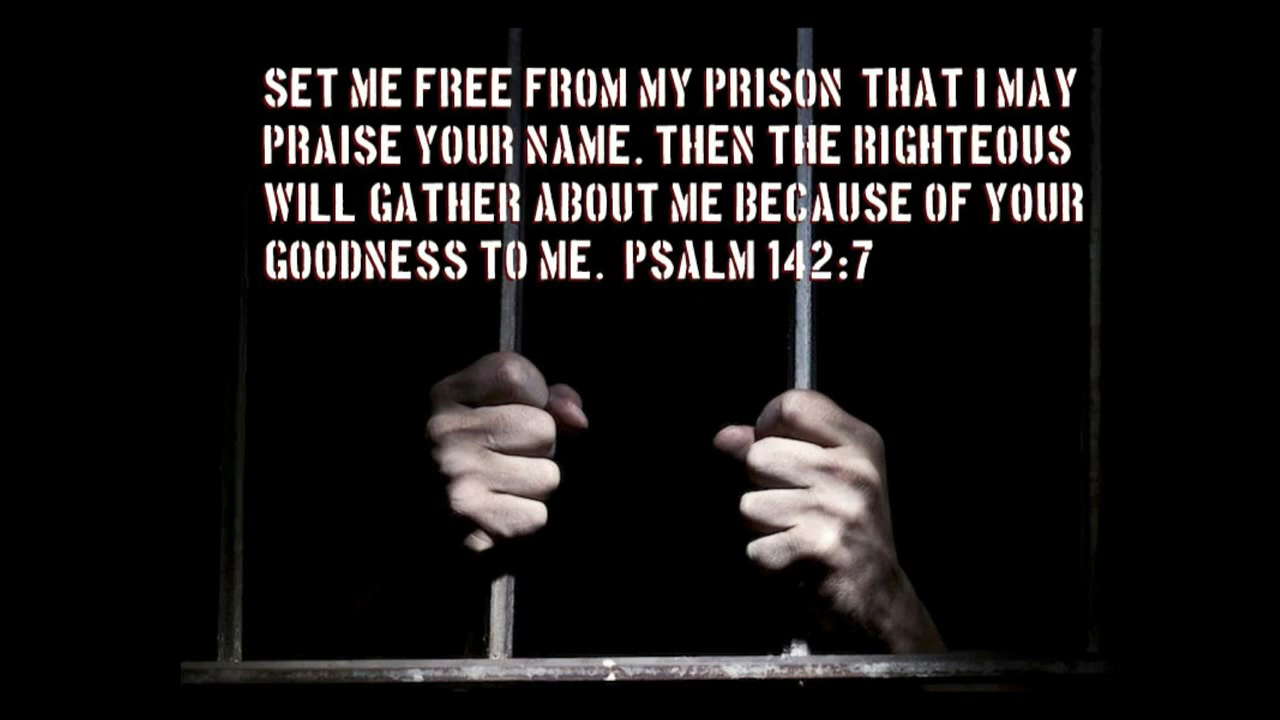 SET ME FREE FROM MY PRISON THAT I MAY
PRAISE YOUR NAME. THEN THE RIGHTEOUS
WILL GATHER ABOUT ME BECAUSE OF YOUR
GOODNESS TO ME. PSALM 142:7